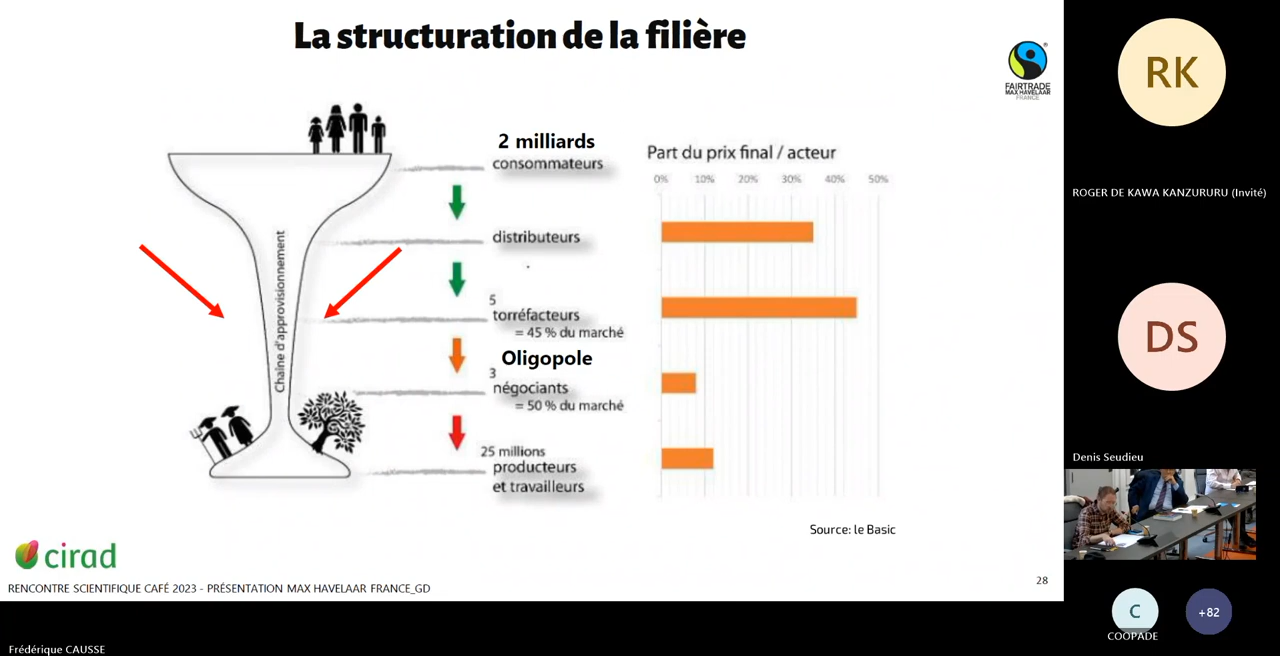 La structuration de la filière
FAIRTRADE
MAX HAVELAAR
FRANCE
2 milliards
consommateurs
distributeurs
5
torréfacteurs
= 45 % du marché
Oligopole
3
négociants
= 50 % du marché
25 millions
producteurs
et travailleurs
Chaîne d'approvisionnement
Part du prix final / acteur
0% 10% 20% 30% 40% 50%
Source: le Basic
cirad
RENCONTRE SCIENTIFIQUE CAFÉ 2023 - PRÉSENTATION MAX HAVELAAR FRANCE_GD
28
Frédérique CAUSSE
RK
ROGER DE KAWA KANZURURU (Invité)
DS
Denis Seudieu
C
COOPADE
+82